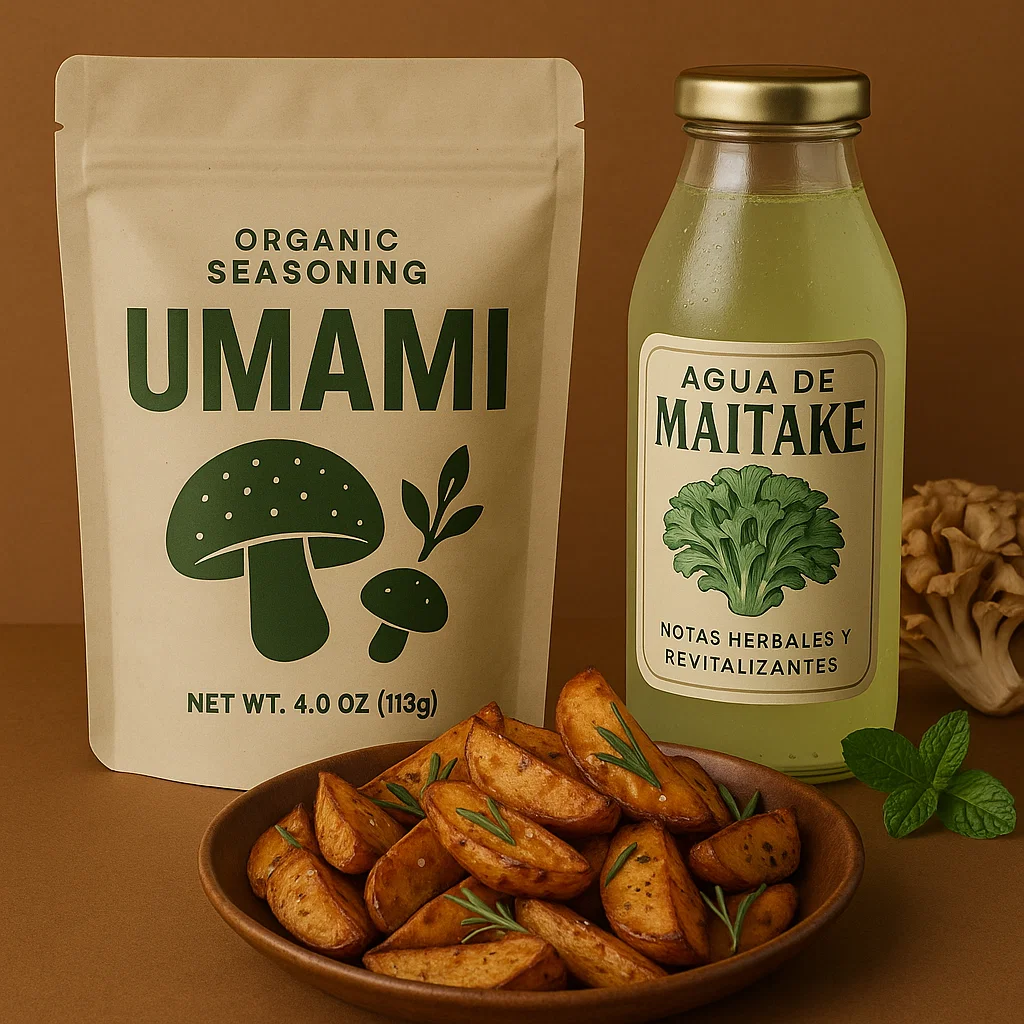 ORGANIC
SEASONING
UMAMI
NET WT. 4.0 OZ (113g)
AGUA DE
MAITAKE
NOTAS HERBALES Y
REVITALIZANTES